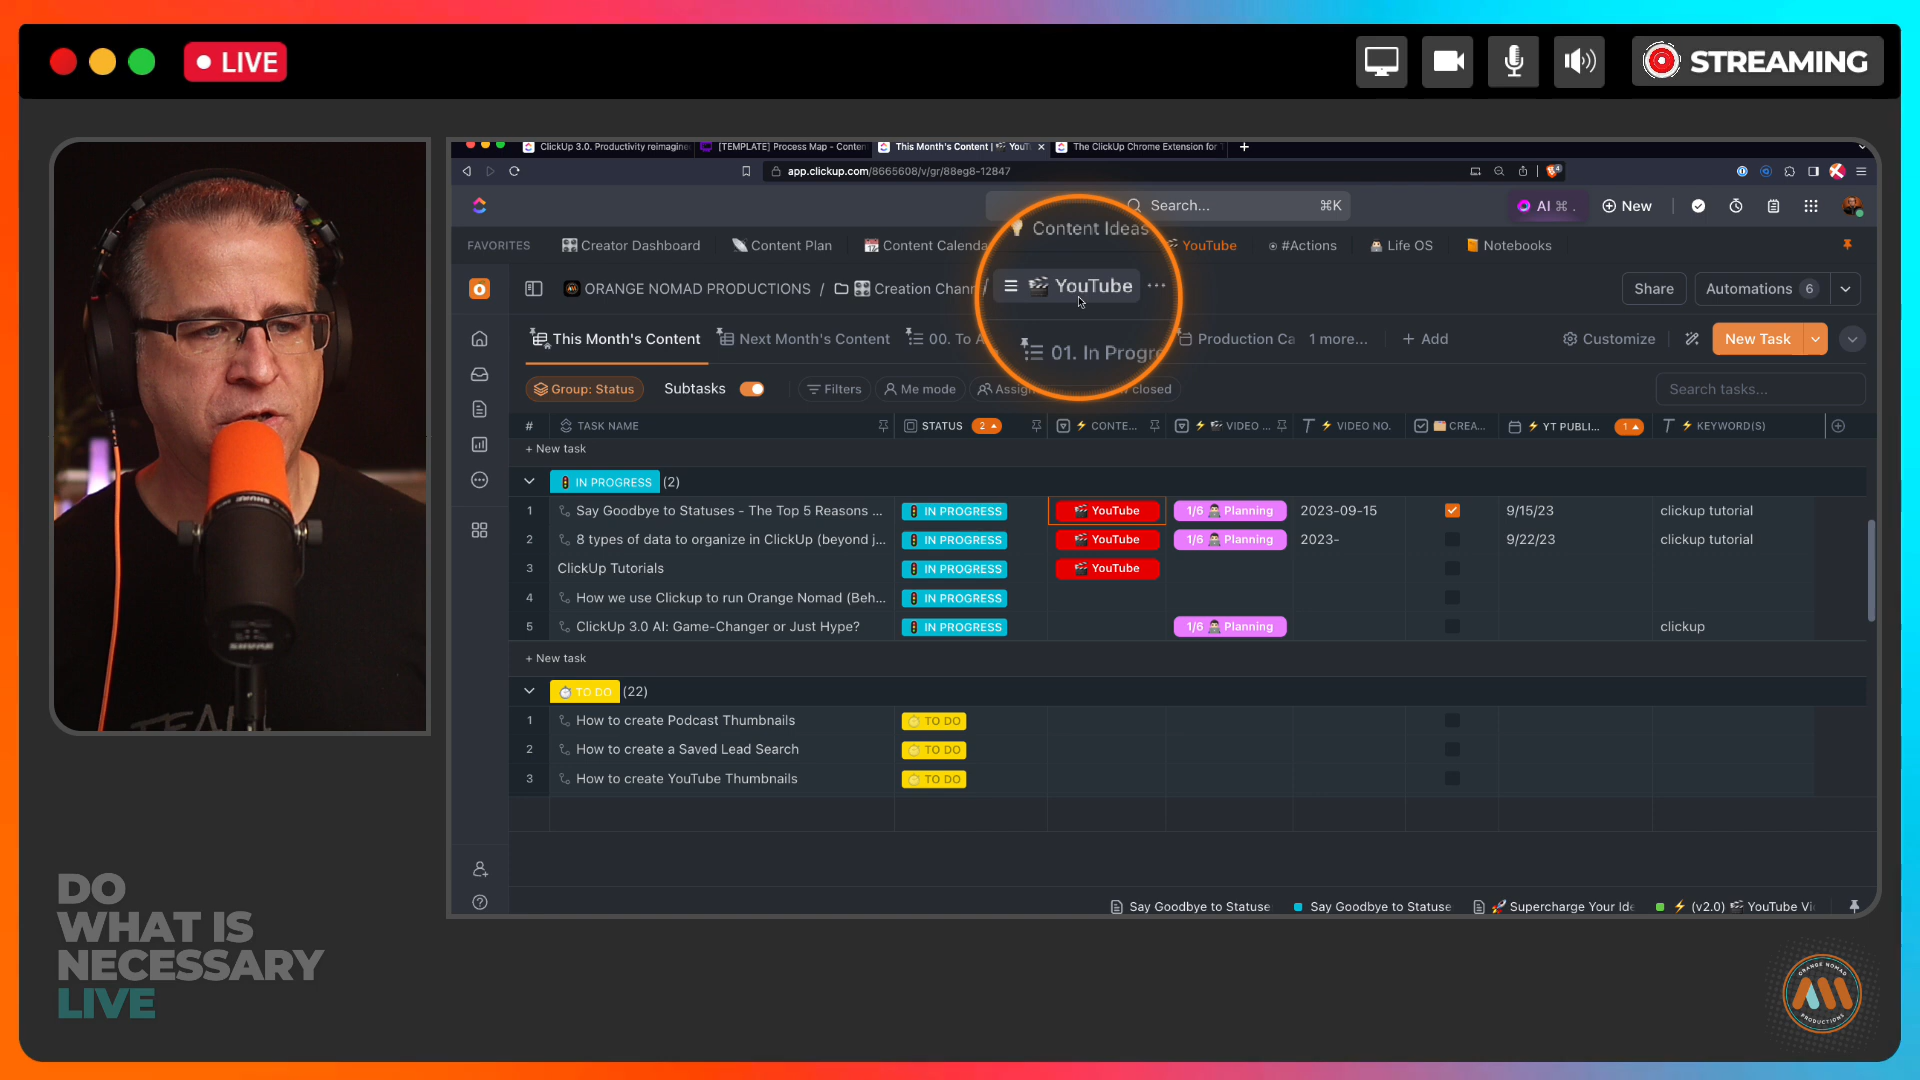 LIVE
STREAMING
ClickUp 3.0. Productivity reimagine
[TEMPLATE] Process Map - Conten
This Month's Content | YouT
The ClickUp Chrome Extension for
app.clickup.com/8665608/v/gr/88eg8-12847
Search...
⌘K
AI ⌘ .
New
FAVORITES
Creator Dashboard
Content Plan
Content Calenda
Content Ideas
YouTube
#Actions
Life OS
Notebooks
ORANGE NOMAD PRODUCTIONS / Creation Chann /
YouTube ...
Share
Automations 6
This Month's Content
Next Month's Content
00. To A
01. In Progre
Production Ca
1 more...
+ Add
Customize
New Task
Group: Status
Subtasks
Filters
Me mode
Assign
closed
Search tasks...
# TASK NAME STATUS 2 CONTE... VIDEO ... VIDEO NO. CREA... YT PUBLI... 1 KEYWORD(S)
+ New task
IN PROGRESS (2)
1 Say Goodbye to Statuses - The Top 5 Reasons ... IN PROGRESS YouTube 1/6 Planning 2023-09-15 9/15/23 clickup tutorial
2 8 types of data to organize in ClickUp (beyond j... IN PROGRESS YouTube 1/6 Planning 2023- 9/22/23 clickup tutorial
3 ClickUp Tutorials IN PROGRESS YouTube
4 How we use Clickup to run Orange Nomad (Beh... IN PROGRESS
5 ClickUp 3.0 AI: Game-Changer or Just Hype? IN PROGRESS 1/6 Planning clickup
+ New task
TO DO (22)
1 How to create Podcast Thumbnails TO DO
2 How to create a Saved Lead Search TO DO
3 How to create YouTube Thumbnails TO DO
Say Goodbye to Statuse
Say Goodbye to Statuse
Supercharge Your Ide
(v2.0) YouTube Vi
SHURE
DO
WHAT IS
NECESSARY
LIVE
ORANGE NOMAD
PRODUCTIONS